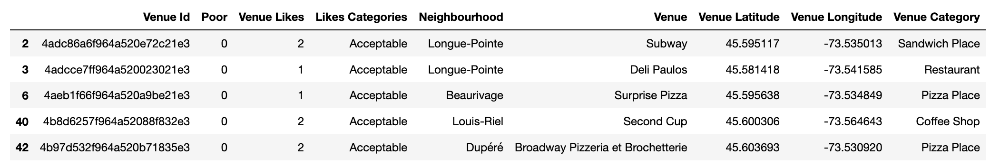 Venue Id Poor Venue Likes Likes Categories Neighbourhood Venue Venue Latitude Venue Longitude Venue Category
2 4adc86a6f964a520e72c21e3 0 2 Acceptable Longue-Pointe Subway 45.595117 -73.535013 Sandwich Place
3 4adcce7ff964a520023021e3 0 1 Acceptable Longue-Pointe Deli Paulos 45.581418 -73.541585 Restaurant
6 4aeb1f66f964a520a9be21e3 0 1 Acceptable Beaurivage Surprise Pizza 45.595638 -73.534849 Pizza Place
40 4b8d6257f964a52088f832e3 0 2 Acceptable Louis-Riel Second Cup 45.600306 -73.564643 Coffee Shop
42 4b97d532f964a520b71835e3 0 2 Acceptable Dupéré Broadway Pizzeria et Brochetterie 45.603693 -73.530920 Pizza Place